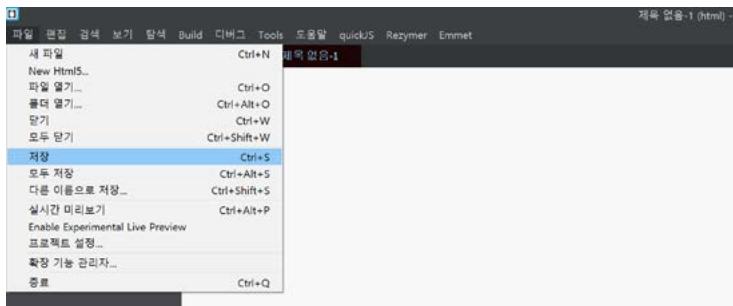 제목 없음-1 (html) -
파일 편집 검색 보기 탐색 Build 디버그 Tools 도움말 quickJS Rezymer Emmet
새 파일 Ctrl+N
제목 없음-1
New Html5...
파일 열기... Ctrl+O
폴더 열기... Ctrl+Alt+O
닫기 Ctrl+W
모두 닫기 Ctrl+Shift+W
저장 Ctrl+S
모두 저장 Ctrl+Alt+S
다른 이름으로 저장... Ctrl+Shift+S
실시간 미리보기 Ctrl+Alt+P
Enable Experimental Live Preview
프로젝트 설정...
확장 기능 관리자...
종료 Ctrl+Q